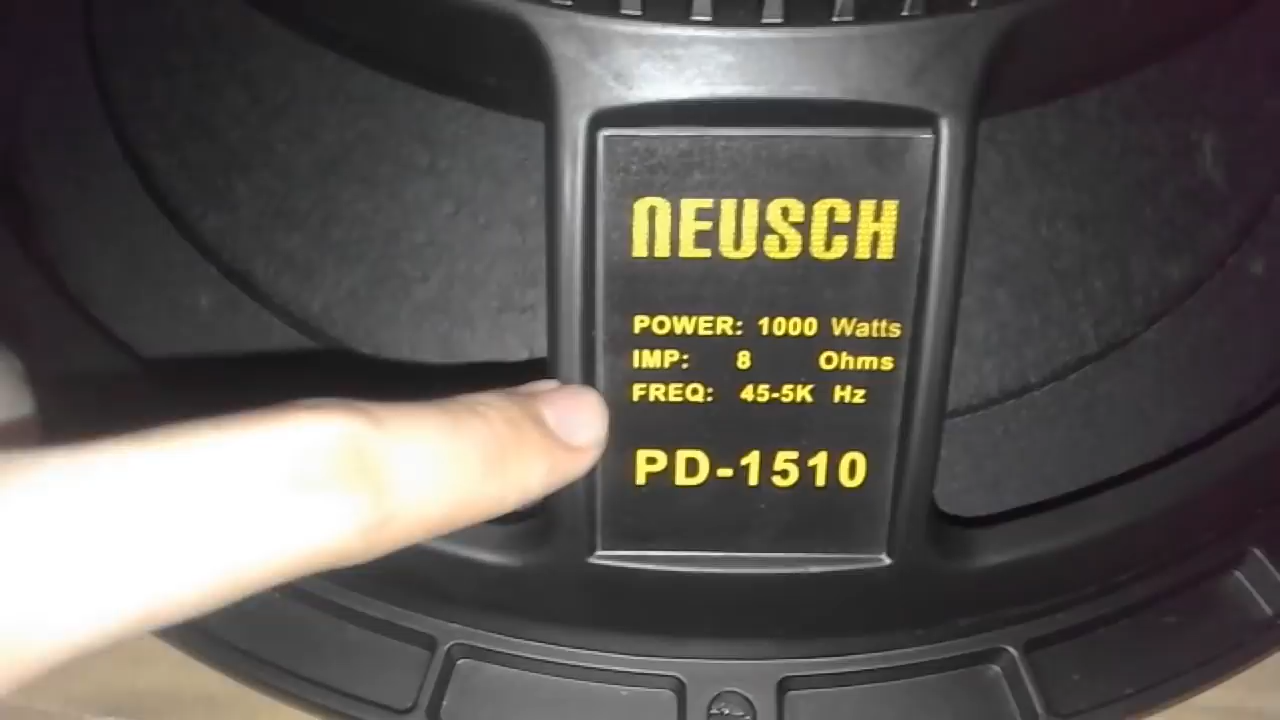 NEUSCH
POWER: 1000 Watts
IMP: 8 Ohms
FREQ: 45-5K Hz
PD-1510